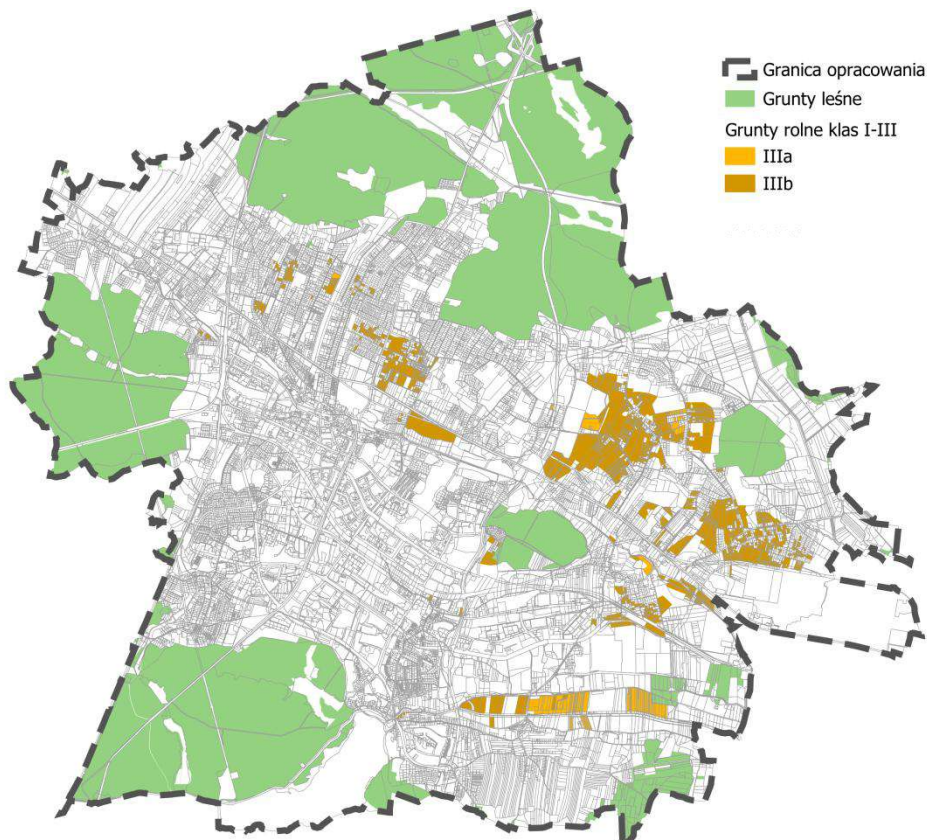 Granica opracowania
Grunty leśne
Grunty rolne klas I-III
IIIa
IIIb